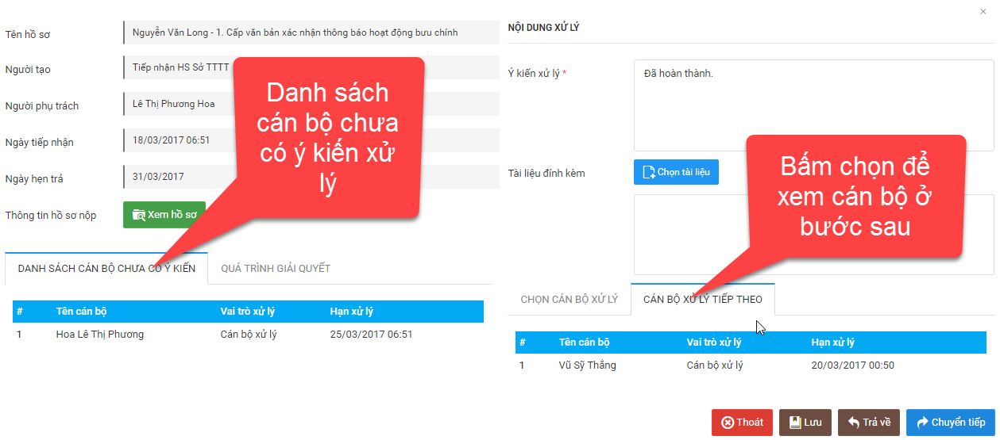 ×
Tên hồ sơ
Nguyễn Văn Long - 1. Cấp văn bản xác nhận thông báo hoạt động bưu chính
Người tạo
Tiếp nhận HS Sở TTTT
Người phụ trách
Lê Thị Phương Hoa
Ngày tiếp nhận
18/03/2017 06:51
Ngày hẹn trả
31/03/2017
Thông tin hồ sơ nộp
Xem hồ sơ
Danh sách
cán bộ chưa
có ý kiến xử
lý
DANH SÁCH CÁN BỘ CHƯA CÓ Ý KIẾN
QUÁ TRÌNH GIẢI QUYẾT
# Tên cán bộ Vai trò xử lý Hạn xử lý
1 Hoa Lê Thị Phương Cán bộ xử lý 25/03/2017 06:51
NỘI DUNG XỬ LÝ
Ý kiến xử lý *
Đã hoàn thành.
Tài liệu đính kèm
Chọn tài liệu
Bấm chọn để
xem cán bộ ở
bước sau
CHỌN CÁN BỘ XỬ LÝ
CÁN BỘ XỬ LÝ TIẾP THEO
# Tên cán bộ Vai trò xử lý Hạn xử lý
1 Vũ Sỹ Thắng Cán bộ xử lý 20/03/2017 00:50
Thoát
Lưu
Trả về
Chuyển tiếp